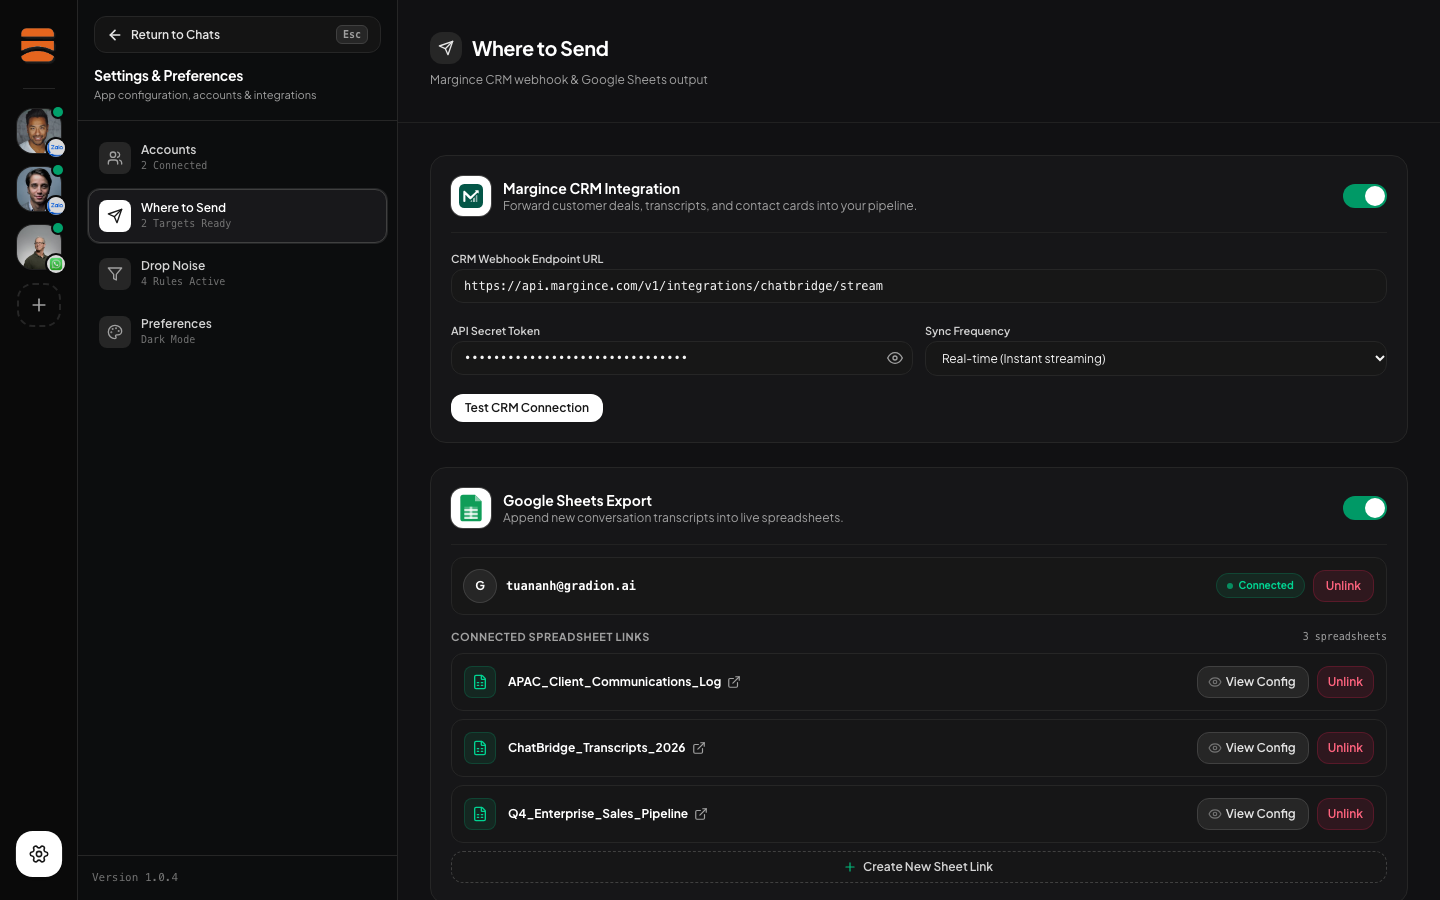 Return to Chats
Esc
Settings & Preferences
App configuration, accounts & integrations
Zalo
Zalo
Accounts
2 Connected
Where to Send
2 Targets Ready
Drop Noise
4 Rules Active
Preferences
Dark Mode
Version 1.0.4
Where to Send
Margince CRM webhook & Google Sheets output
Margince CRM Integration
Forward customer deals, transcripts, and contact cards into your pipeline.
CRM Webhook Endpoint URL
https://api.margince.com/v1/integrations/chatbridge/stream
API Secret Token
Sync Frequency
•••••••••••••••••••••••••••••••
Real-time (Instant streaming)
Test CRM Connection
Google Sheets Export
Append new conversation transcripts into live spreadsheets.
G
tuananh@gradion.ai
Connected
Unlink
CONNECTED SPREADSHEET LINKS
3 spreadsheets
APAC_Client_Communications_Log
View Config
Unlink
ChatBridge_Transcripts_2026
View Config
Unlink
Q4_Enterprise_Sales_Pipeline
View Config
Unlink
+ Create New Sheet Link